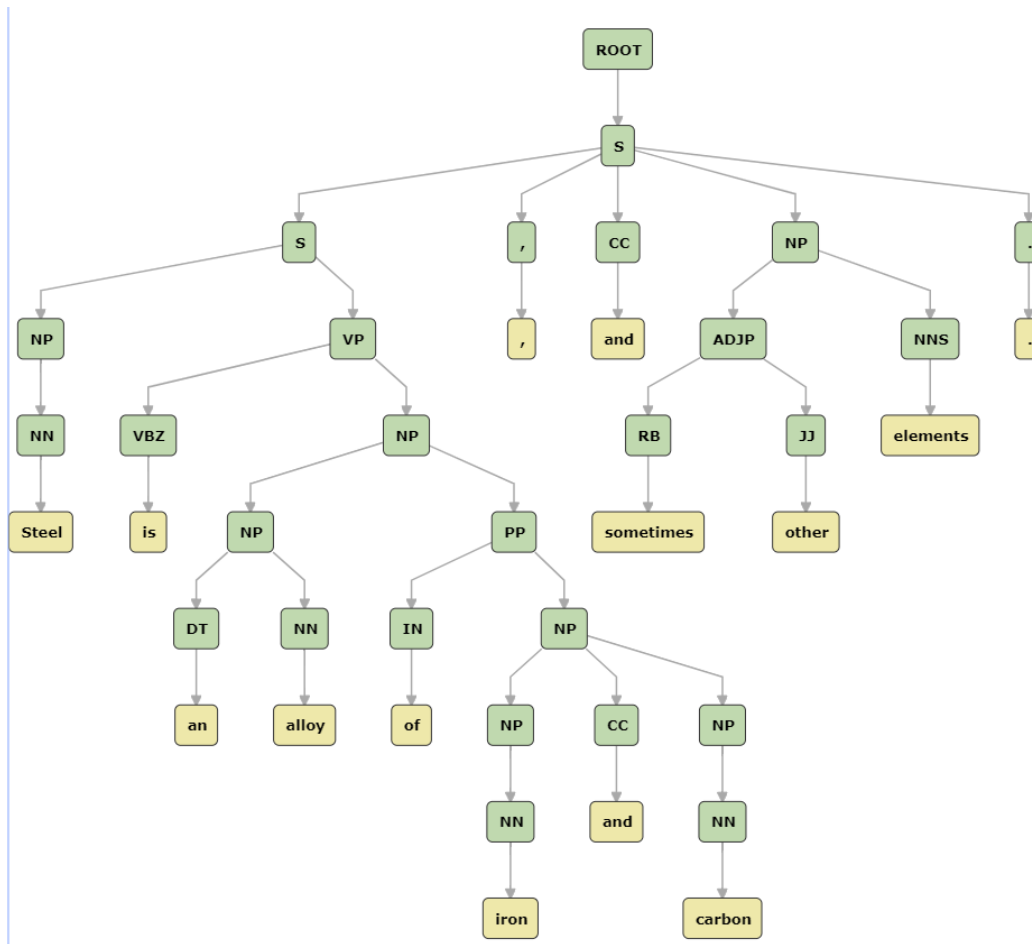 ROOT
S
S , CC NP .
NP VP , and ADJP NNS .
NN VBZ NP RB JJ elements
Steel is NP PP sometimes other
DT NN IN NP
an alloy of NP CC NP
NN and NN
iron carbon